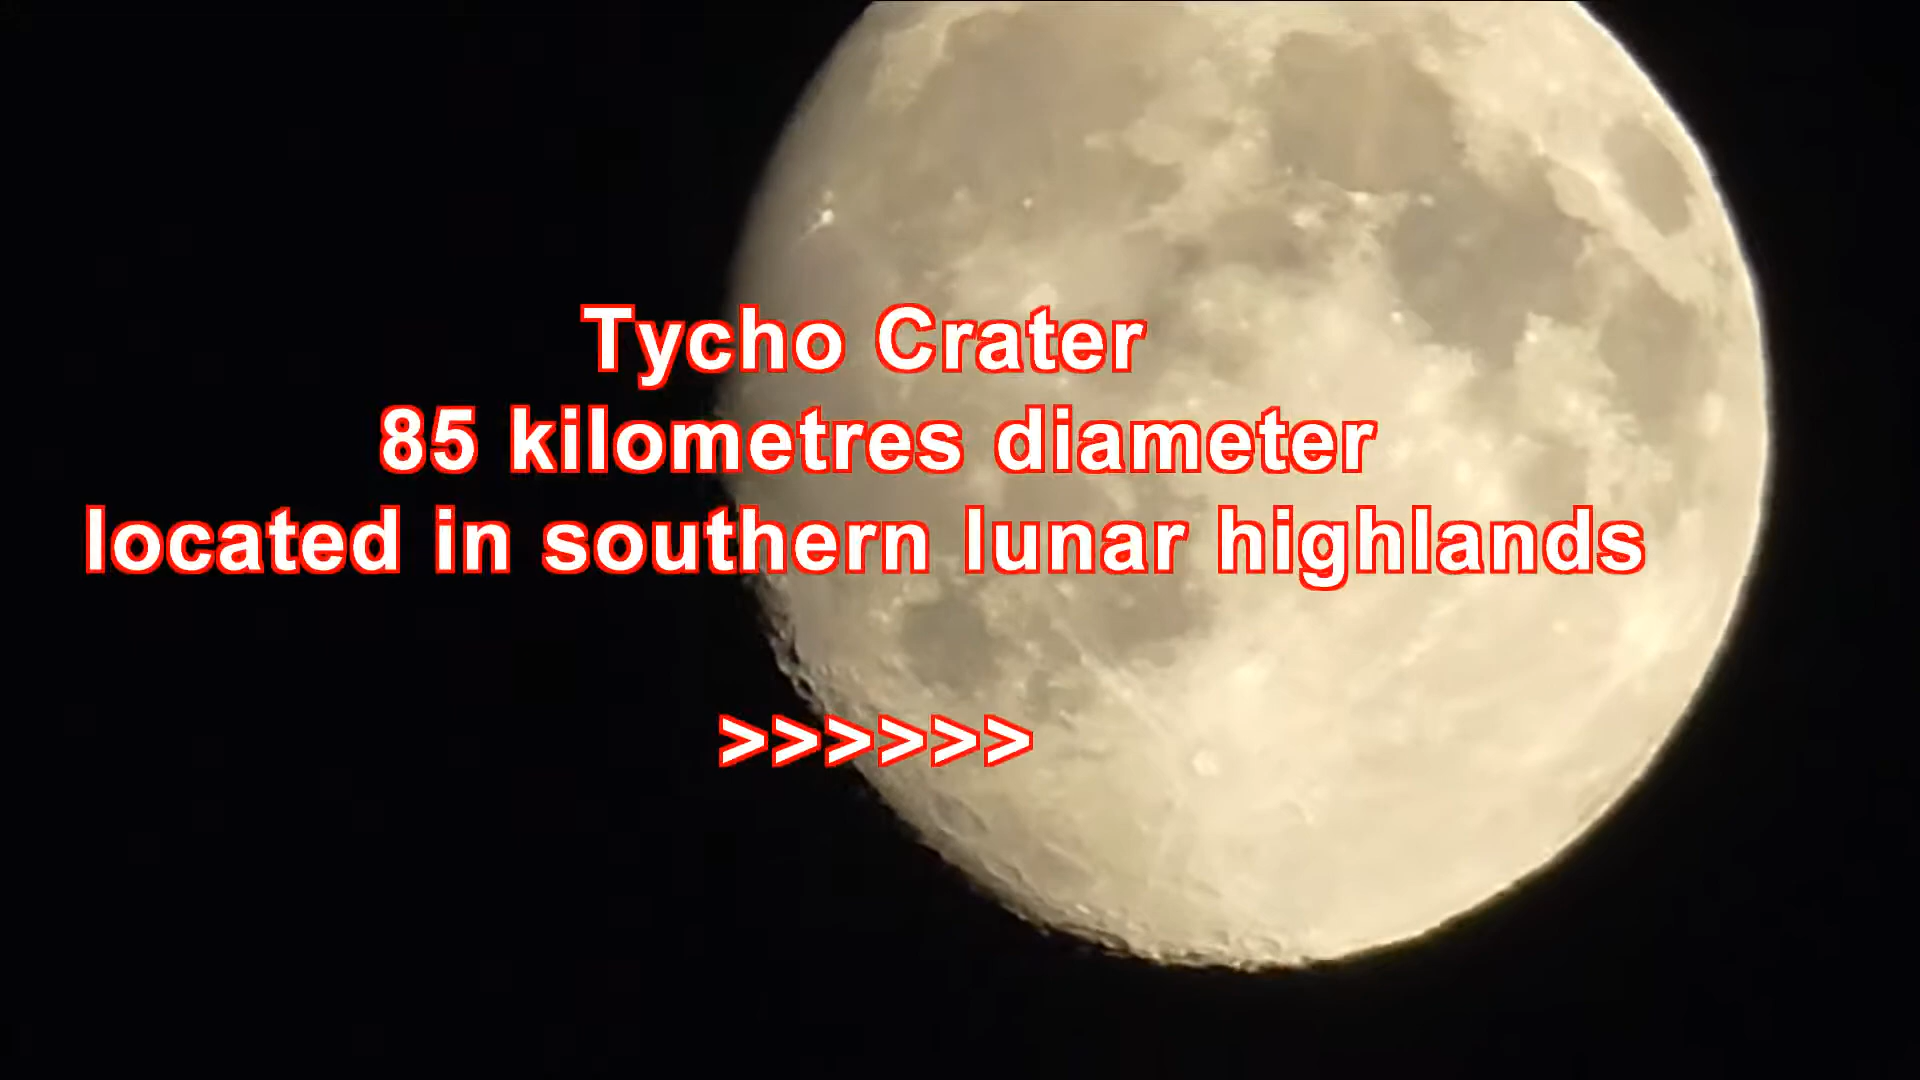 Tycho Crater
85 kilometres diameter
located in southern lunar highlands
>>>>>>